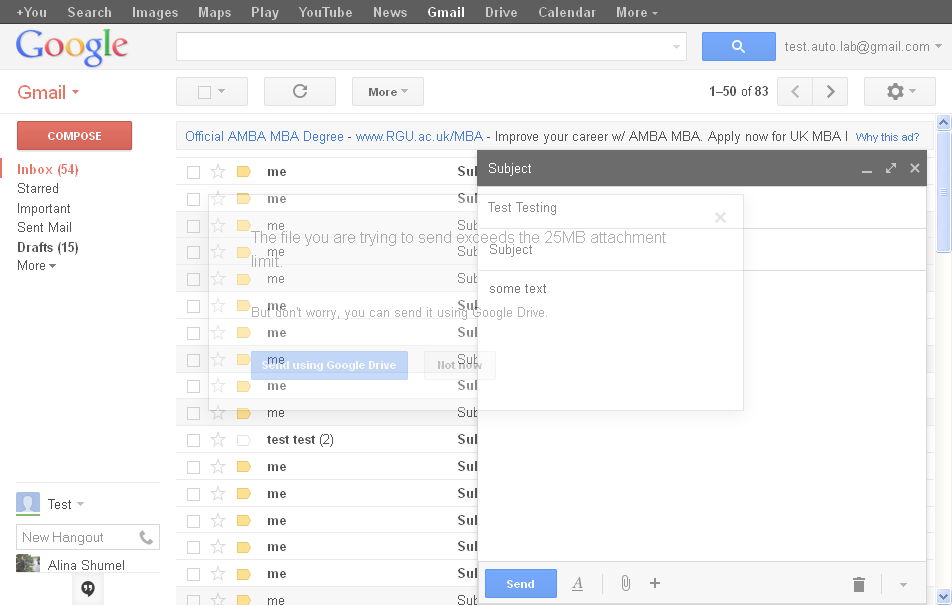 +You Search Images Maps Play YouTube News Gmail Drive Calendar More
Google
test.auto.lab@gmail.com
Gmail
More
1–50 of 83
COMPOSE
Official AMBA MBA Degree - www.RGU.ac.uk/MBA - Improve your career w/ AMBA MBA. Apply now for UK MBA I Why this ad?
Inbox (54)
Starred
Important
Sent Mail
Drafts (15)
More
me Sul
me Sul
me Sub
me Sub
me Sub
me Sul
me Sul
me Sub
me Sul
me Sub
test test (2) Sul
me Sul
me Sul
me Sul
me Sul
me Sul
me Sub
Subject
Test Testing
Subject
some text
The file you are trying to send exceeds the 25MB attachment
limit.
But don't worry, you can send it using Google Drive.
Send using Google Drive Not now
Send A
Test
New Hangout
Alina Shumel